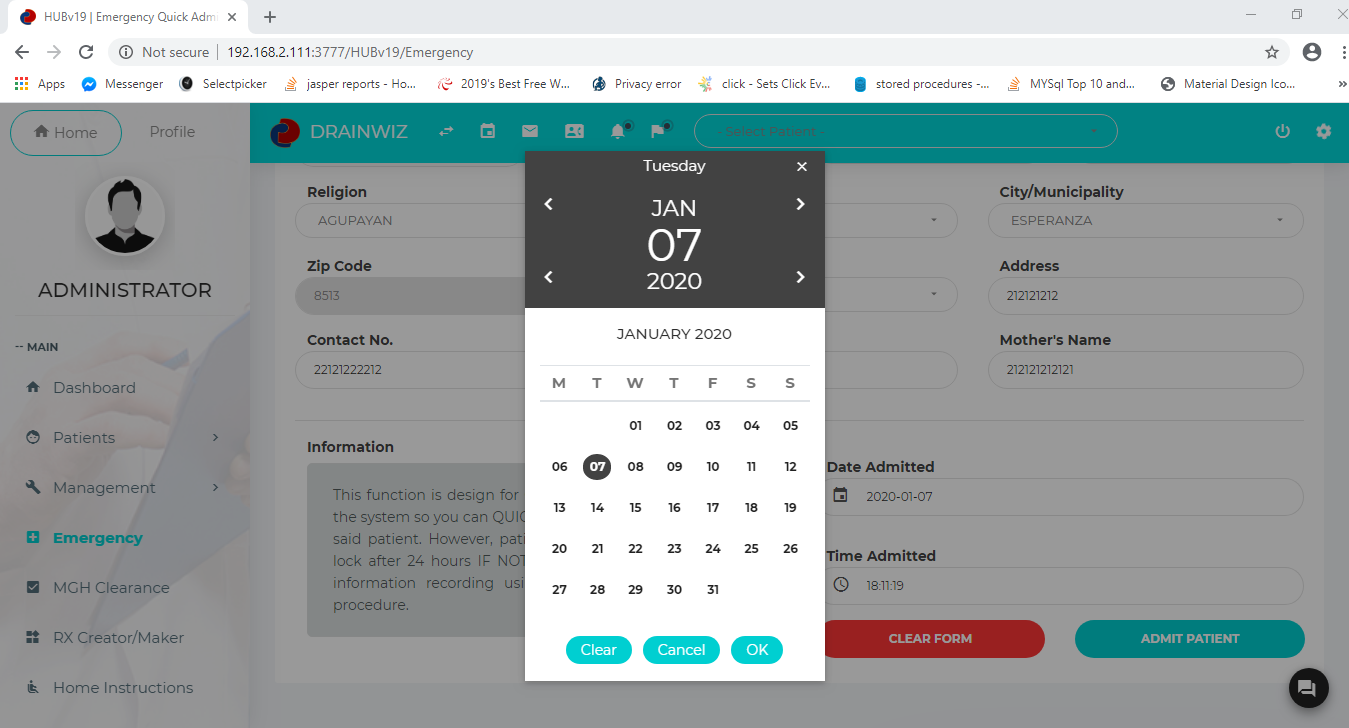 HUBv19 | Emergency Quick Adm
Not secure
192.168.2.111:3777/HUBv19/Emergency
Apps
Messenger
Selectpicker
jasper reports - Ho...
2019's Best Free W...
Privacy error
click - Sets Click Ev...
stored procedures -...
MYSql Top 10 and...
Material Design Ico...
»
Home
Profile
DRAINWIZ
- Select Patient -
ADMINISTRATOR
-- MAIN
Dashboard
Patients
Management
Emergency
MGH Clearance
RX Creator/Maker
Home Instructions
Religion
AGUPAYAN
City/Municipality
ESPERANZA
Zip Code
8513
Address
212121212
Contact No.
22121222212
Mother's Name
212121212121
Information
This function is design for
the system so you can QUIC
said patient. However, pati
lock after 24 hours IF NOT
information recording usi
procedure.
Date Admitted
2020-01-07
Time Admitted
18:11:19
CLEAR FORM
ADMIT PATIENT
Tuesday
JAN
07
2020
JANUARY 2020
M T W T F S S
01 02 03 04 05
06 07 08 09 10 11 12
13 14 15 16 17 18 19
20 21 22 23 24 25 26
27 28 29 30 31
Clear
Cancel
OK